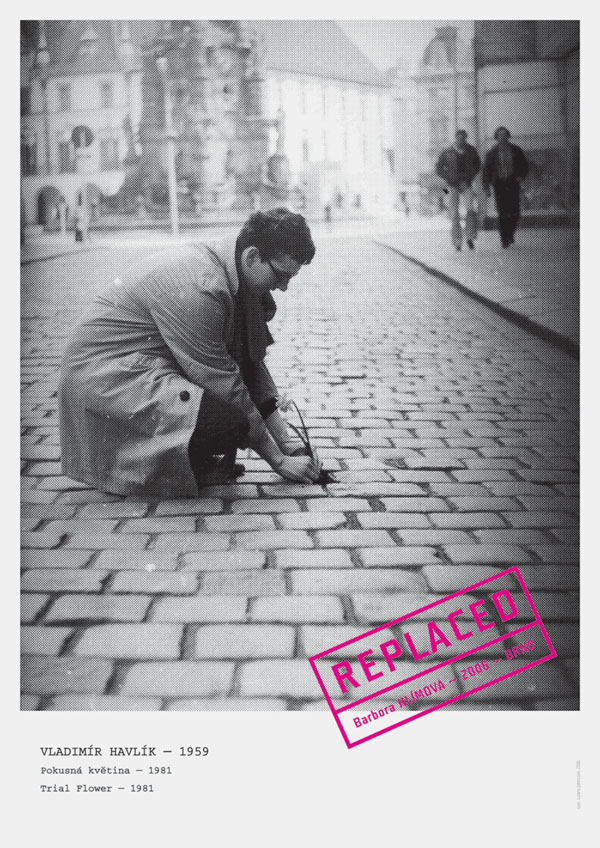 REPLACED
Barbora KLÍMOVÁ – 2006 – BRNO
VLADIMÍR HAVLÍK — 1959
Pokusná květina — 1981
Trial Flower — 1981